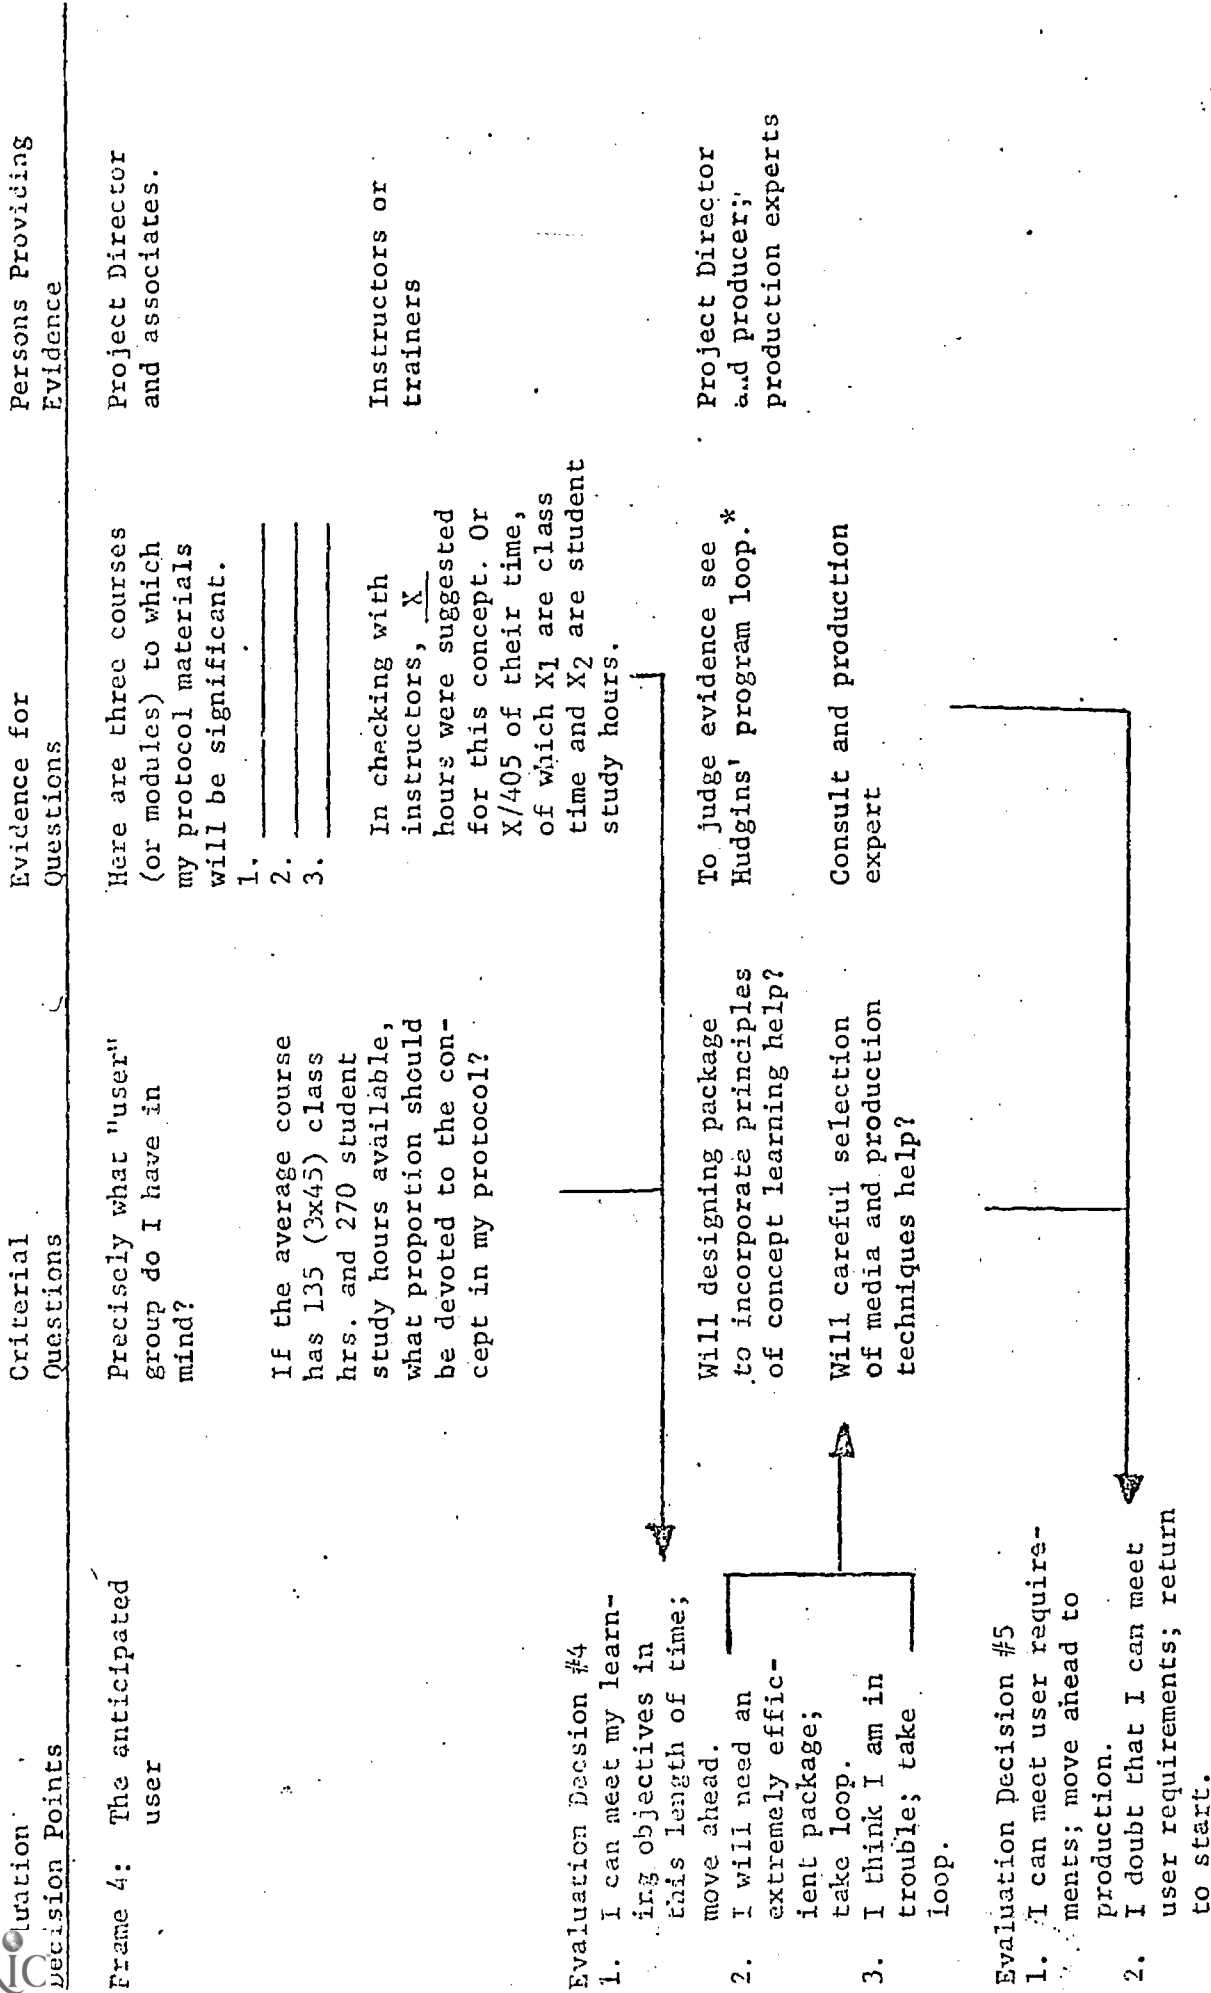 luation
Decision Points
Criterial
Questions
Evidence for
Questions
Persons Providing
Evidence
Frame 4: The anticipated
user
Precisely what "user"
group do I have in
mind?
Here are three courses
(or modules) to which
my protocol materials
will be significant.
1.
2.
3.
Project Director
and associates.
If the average course
has 135 (3x45) class
hrs. and 270 student
study hours available,
what proportion should
be devoted to the con-
cept in my protocol?
In checking with
instructors, X
hours were suggested
for this concept. Or
X/405 of their time,
of which X1 are class
time and X2 are student
study hours.
Instructors or
trainers
Evaluation Decsion #4
1. I can meet my learn-
ing objectives in
this length of time;
move ahead.
2. I will need an
extremely effic-
ient package;
take loop.
3. I think I am in
trouble; take
loop.
Will designing package
to incorporate principles
of concept learning help?
To judge evidence see
Hudgins' program loop.*
Project Director
and producer;
production experts
Will careful selection
of media and production
techniques help?
Consult and production
expert
Evaluation Decision #5
1. I can meet user require-
ments; move ahead to
production.
2. I doubt that I can meet
user requirements; return
to start.
IC